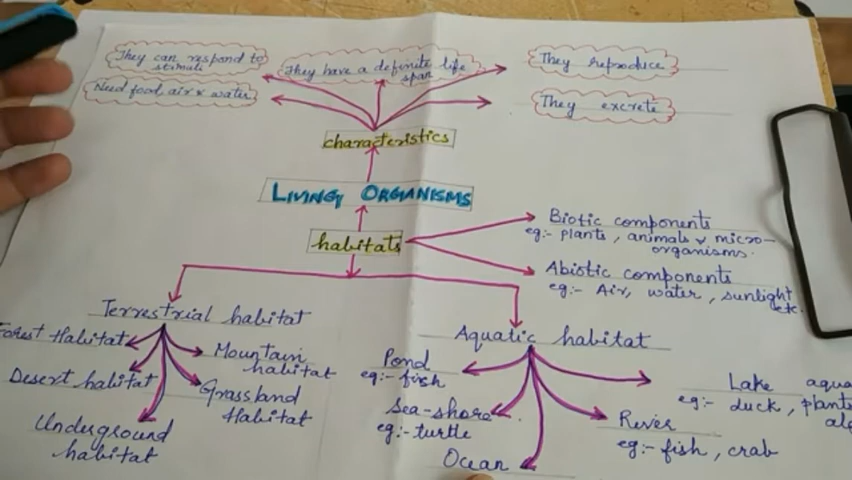 They can respond to
stimuli
They have a definite life
span
They reproduce
Need food, air & water
They excrete
characteristics
LIVING ORGANISMS
habitats
Biotic components
eg:- plants, animals & micro-
organisms.
Abiotic components
eg:- Air, water, sunlight
etc.
Terrestrial habitat
Forest Habitat
Mountain
habitat
Desert habitat
Grassland
Habitat
Underground
habitat
Aquatic habitat
Pond
eg:- fish
Lake
eg:- duck, plants
Sea-shore
eg:- turtle
River
eg:- fish, crab
Ocean